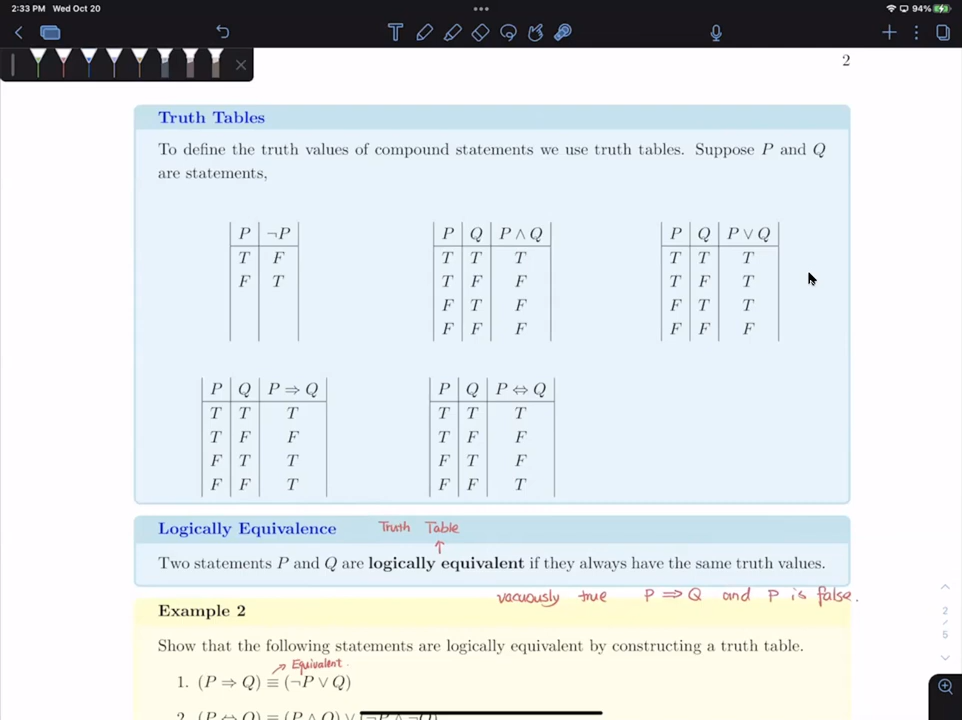 2:33 PM Wed Oct 20
94%
2
Truth Tables
To define the truth values of compound statements we use truth tables. Suppose P and Q
are statements,
P ¬P
T F
F T
P Q P ∧ Q
T T T
T F F
F T F
F F F
P Q P ∨ Q
T T T
T F T
F T T
F F F
P Q P ⇒ Q
T T T
T F F
F T T
F F T
P Q P ⇔ Q
T T T
T F F
F T F
F F T
Logically Equivalence Truth Table
Two statements P and Q are logically equivalent if they always have the same truth values.
vacuously true P ⇒ Q and P is false.
Example 2
Show that the following statements are logically equivalent by constructing a truth table.
Equivalent.
1. (P ⇒ Q) ≡ (¬P ∨ Q)
2. (P ⇔ Q) ≡ (P ∧ Q) ∨ (¬P ∧ ¬Q)
2
/
5